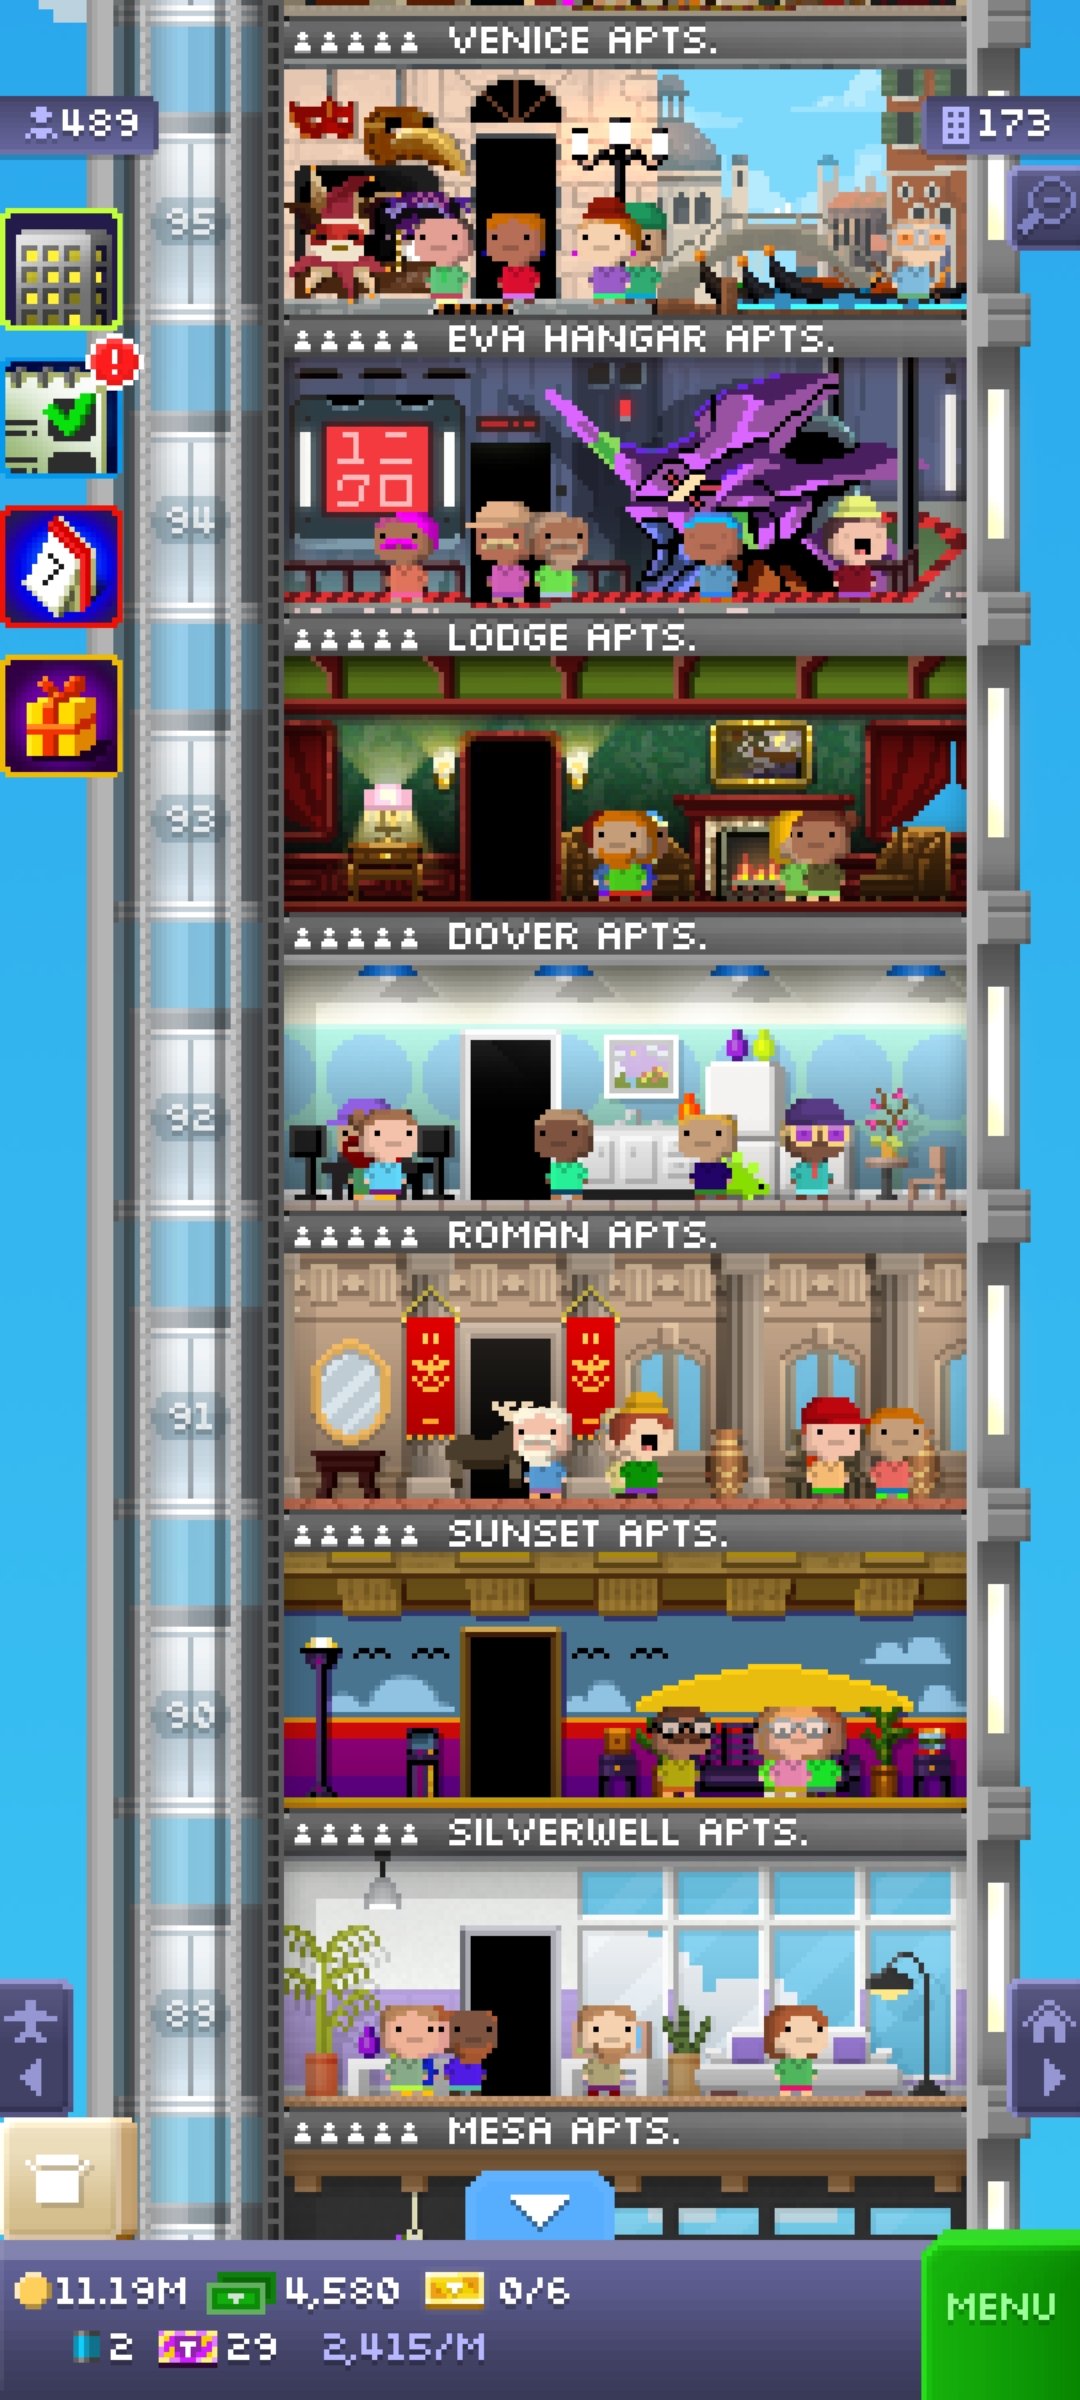 VENICE APTS.
489
173
95
EVA HANGAR APTS.
94
7
LODGE APTS.
93
DOVER APTS.
92
ROMAN APTS.
91
SUNSET APTS.
90
SILVERWELL APTS.
89
MESA APTS.
11.19M 4,580 0/6
MENU
2 T 29 2,415/M